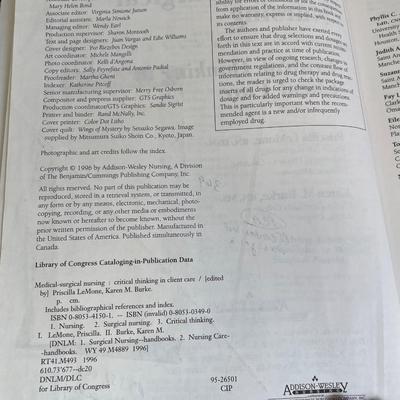 Mary Helen Bond
Associate editor: Virginia Simione Jutson
Editorial assistant: Marla Nowick
Managing editor: Wendy Earl
Production supervisor: Sharon Montooth
Text and page designers: Juan Vargas and Edie Williams
Cover designer: Yvo Riezebos Design
Art coordinator: Michele Mangelli
Photo coordinator: Kelli d'Angona
Copy editors: Sally Peyrefitte and Antonio Padial
Proofreader: Martha Ghent
Indexer: Katherine Pitcoff
Senior manufacturing supervisor: Merry Free Osborn
Compositor and prepress supplier: GTS Graphics
Production coordinators/GTS Graphics: Sandie Sigrist
Printer and binder: Rand McNally, Inc.
Cover printer: Color Dot Litho
Cover quilt: Wings of Mystery by Setsuko Segawa. Image
supplied by Mitsumura Suiko Shoin Co., Kyoto, Japan.
Photographic and art credits follow the index.
Copyright © 1996 by Addison-Wesley Nursing, A Division
of The Benjamin/Cummings Publishing Company, Inc.
All rights reserved. No part of this publication may be
reproduced, stored in a retrieval system, or transmitted, in
any form or by any means, electronic, mechanical, photo-
copying, recording, or any other media or embodiments
now known or hereafter to become known, without the
prior written permission of the publisher. Manufactured in
the United States of America. Published simultaneously in
Canada.
Library of Congress Cataloging-in-Publication Data
Medical-surgical nursing : critical thinking in client care / [edited
by] Priscilla LeMone, Karen M. Burke.
p. cm.
Includes bibliographical references and index.
ISBN 0-8053-4150-1. -- ISBN (invalid) 0-8053-0349-0
1. Nursing. 2. Surgical nursing. 3. Critical thinking.
I. LeMone, Priscilla. II. Burke, Karen M.
[DNLM: 1. Surgical Nursing--handbooks. 2. Nursing Care-
-handbooks. WY 49 M4889 1996]
RT41.M493 1996
610.73'677--dc20
DNLM/DLC
for Library of Congress
95-26501
CIP
from application of the information in this book and
make no warranty, express or implied, with respect to
its contents.
The authors and publisher have exerted every
effort to ensure that drug selections and dosages set
forth in this text are in accord with current recom-
mendation and practice at time of publication.
However, in view of ongoing research, changes in
government regulations, and the constant flow of
information relating to drug therapy and drug reac-
tions, the reader is urged to check the package
inserts of all drugs for any change in indications of
dosage and for added warnings and precautions.
This is particularly important when the recom-
mended agent is a new and/or infrequently
employed drug.
Phyllis C.
ADDISON-WESLEY
NURSING